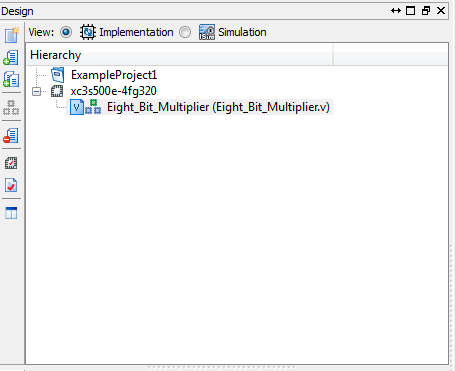 Design
View: Implementation Simulation
Hierarchy
ExampleProject1
xc3s500e-4fg320
V Eight_Bit_Multiplier (Eight_Bit_Multiplier.v)